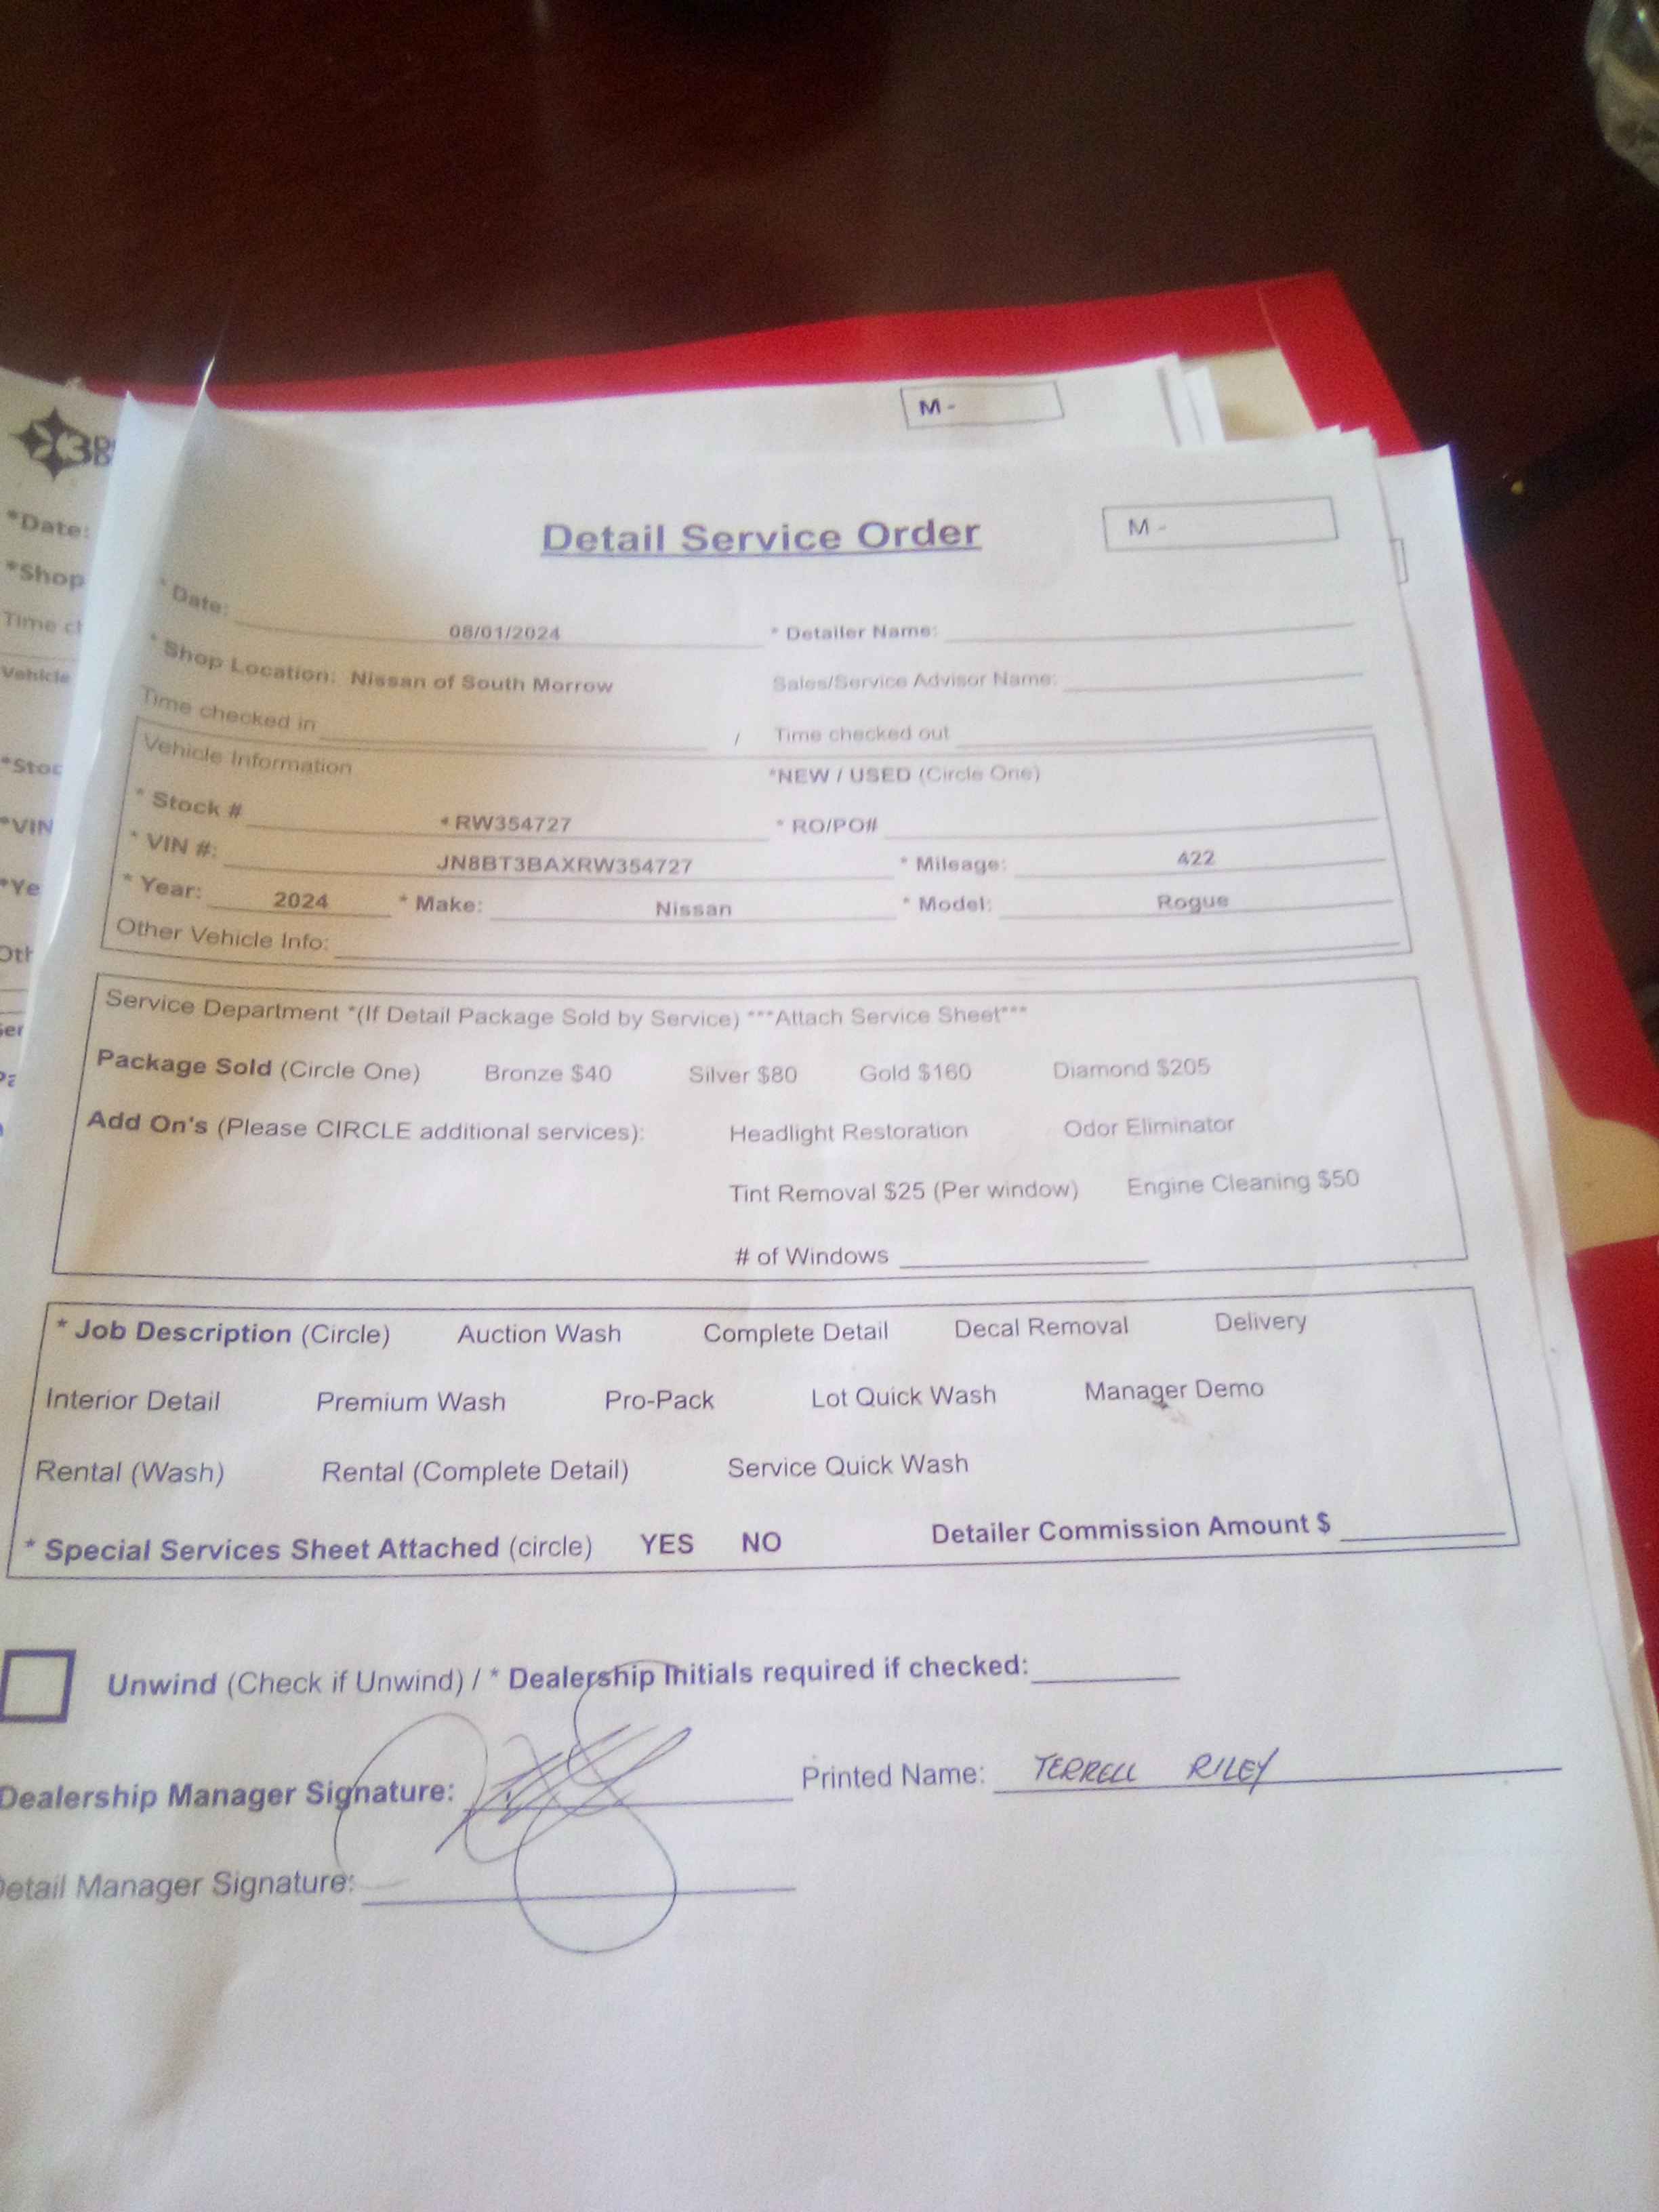 M -
*Date:
*Shop
Vehicle
*VIN
Detail Service Order
M -
* Date: 08/01/2024 * Detailer Name:
* Shop Location: Nissan of South Morrow Sales/Service Advisor Name:
Time checked in / Time checked out
Vehicle Information *NEW / USED (Circle One)
* Stock # * RW354727 * RO/PO#
* VIN #: JN8BT3BAXRW354727 * Mileage: 422
* Year: 2024 * Make: Nissan * Model: Rogue
Other Vehicle Info:
Service Department *(If Detail Package Sold by Service) ***Attach Service Sheet***
Package Sold (Circle One) Bronze $40 Silver $80 Gold $160 Diamond $205
Add On's (Please CIRCLE additional services): Headlight Restoration Odor Eliminator
Tint Removal $25 (Per window) Engine Cleaning $50
# of Windows
* Job Description (Circle) Auction Wash Complete Detail Decal Removal Delivery
Interior Detail Premium Wash Pro-Pack Lot Quick Wash Manager Demo
Rental (Wash) Rental (Complete Detail) Service Quick Wash
* Special Services Sheet Attached (circle) YES NO Detailer Commission Amount $
Unwind (Check if Unwind) / * Dealership Initials required if checked:
Dealership Manager Signature: Printed Name: TERRELL RILEY
Detail Manager Signature: